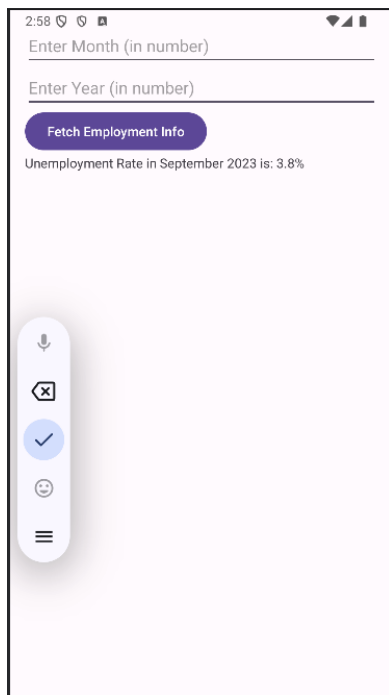 2:58
Enter Month (in number)
Enter Year (in number)
Fetch Employment Info
Unemployment Rate in September 2023 is: 3.8%